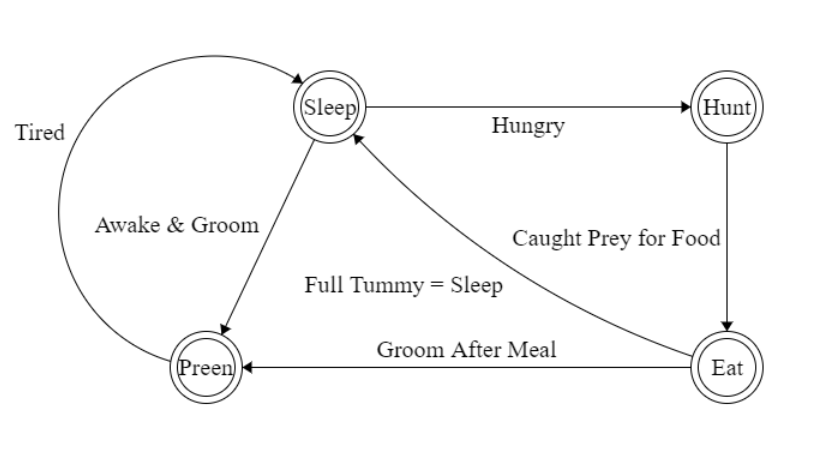 Sleep
Hunt
Hungry
Tired
Awake & Groom
Caught Prey for Food
Full Tummy = Sleep
Groom After Meal
Preen
Eat